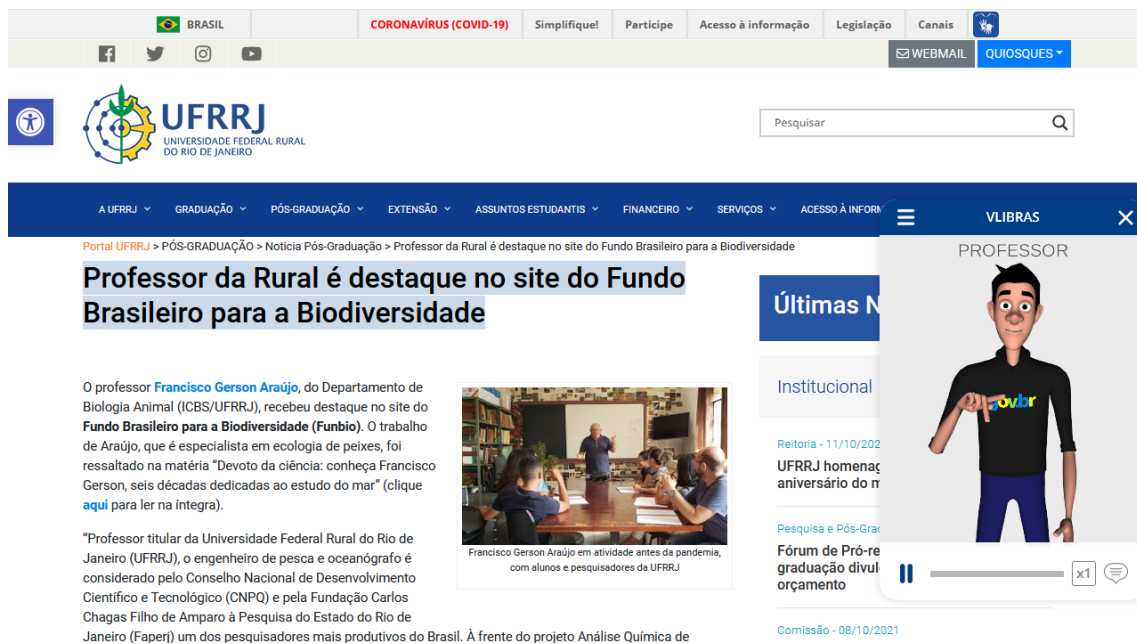 BRASIL
CORONAVÍRUS (COVID-19)
Simplifique!
Participe
Acesso à informação
Legislação
Canais
WEBMAIL
QUIOSQUES
UFRRJ
UNIVERSIDADE FEDERAL RURAL
DO RIO DE JANEIRO
Pesquisar
A UFRRJ
GRADUAÇÃO
PÓS-GRADUAÇÃO
EXTENSÃO
ASSUNTOS ESTUDANTIS
FINANCEIRO
SERVIÇOS
ACESSO À INFORM
Portal UFRRJ > PÓS-GRADUAÇÃO > Noticia Pós-Graduação > Professor da Rural é destaque no site do Fundo Brasileiro para a Biodiversidade
Professor da Rural é destaque no site do Fundo
Brasileiro para a Biodiversidade
O professor Francisco Gerson Araújo, do Departamento de
Biologia Animal (ICBS/UFRRJ), recebeu destaque no site do
Fundo Brasileiro para a Biodiversidade (Funbio). O trabalho
de Araújo, que é especialista em ecologia de peixes, foi
ressaltado na matéria “Devoto da ciência: conheça Francisco
Gerson, seis décadas dedicadas ao estudo do mar” (clique
aqui para ler na íntegra).
“Professor titular da Universidade Federal Rural do Rio de
Janeiro (UFRRJ), o engenheiro de pesca e oceanógrafo é
considerado pelo Conselho Nacional de Desenvolvimento
Científico e Tecnológico (CNPQ) e pela Fundação Carlos
Chagas Filho de Amparo à Pesquisa do Estado do Rio de
Janeiro (Faperj) um dos pesquisadores mais produtivos do Brasil. À frente do projeto Análise Química de
Francisco Gerson Araújo em atividade antes da pandemia,
com alunos e pesquisadores da UFRRJ
Últimas N
Institucional
Reitoria - 11/10/202
UFRRJ homenag
aniversário do m
Pesquisa e Pós-Grad
Fórum de Pró-re
graduação divul
orçamento
Comissão - 08/10/2021
VLIBRAS
PROFESSOR
gov.br
x1